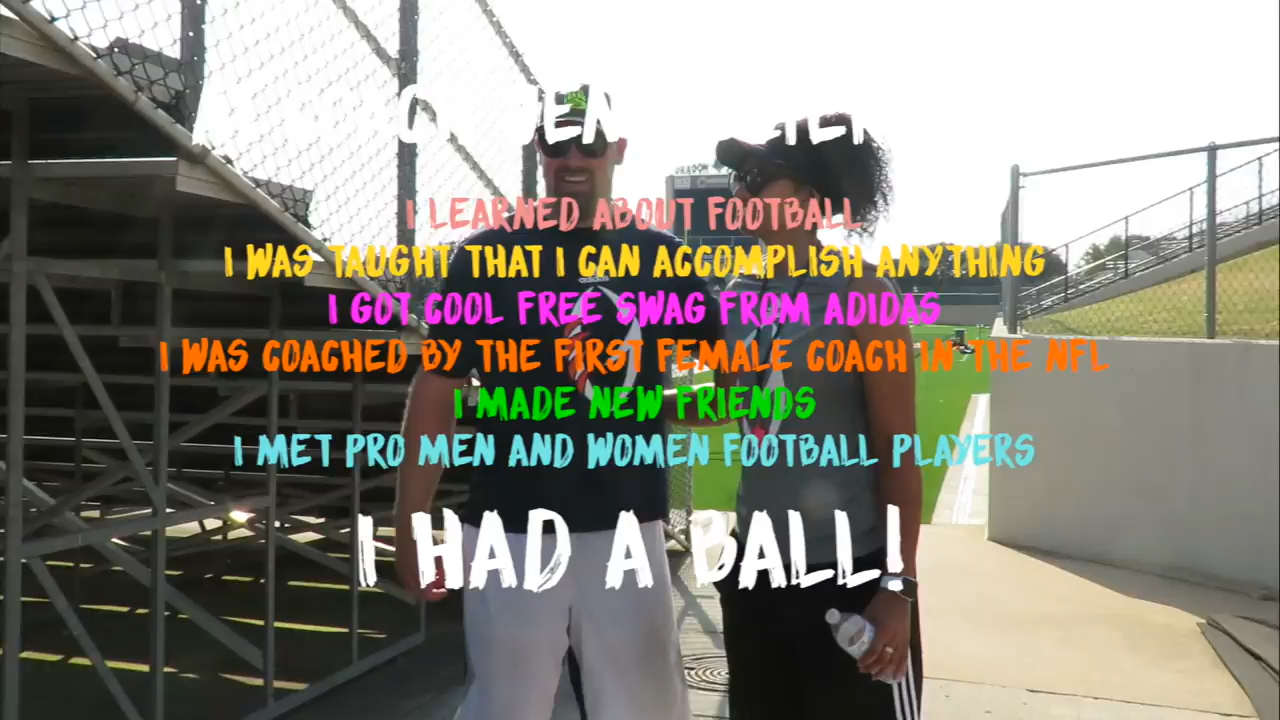 I LEARNED ABOUT FOOTBALL
I WAS TAUGHT THAT I CAN ACCOMPLISH ANYTHING
I GOT COOL FREE SWAG FROM ADIDAS
I WAS COACHED BY THE FIRST FEMALE COACH IN THE NFL
I MADE NEW FRIENDS
I MET PRO MEN AND WOMEN FOOTBALL PLAYERS
I HAD A BALL!